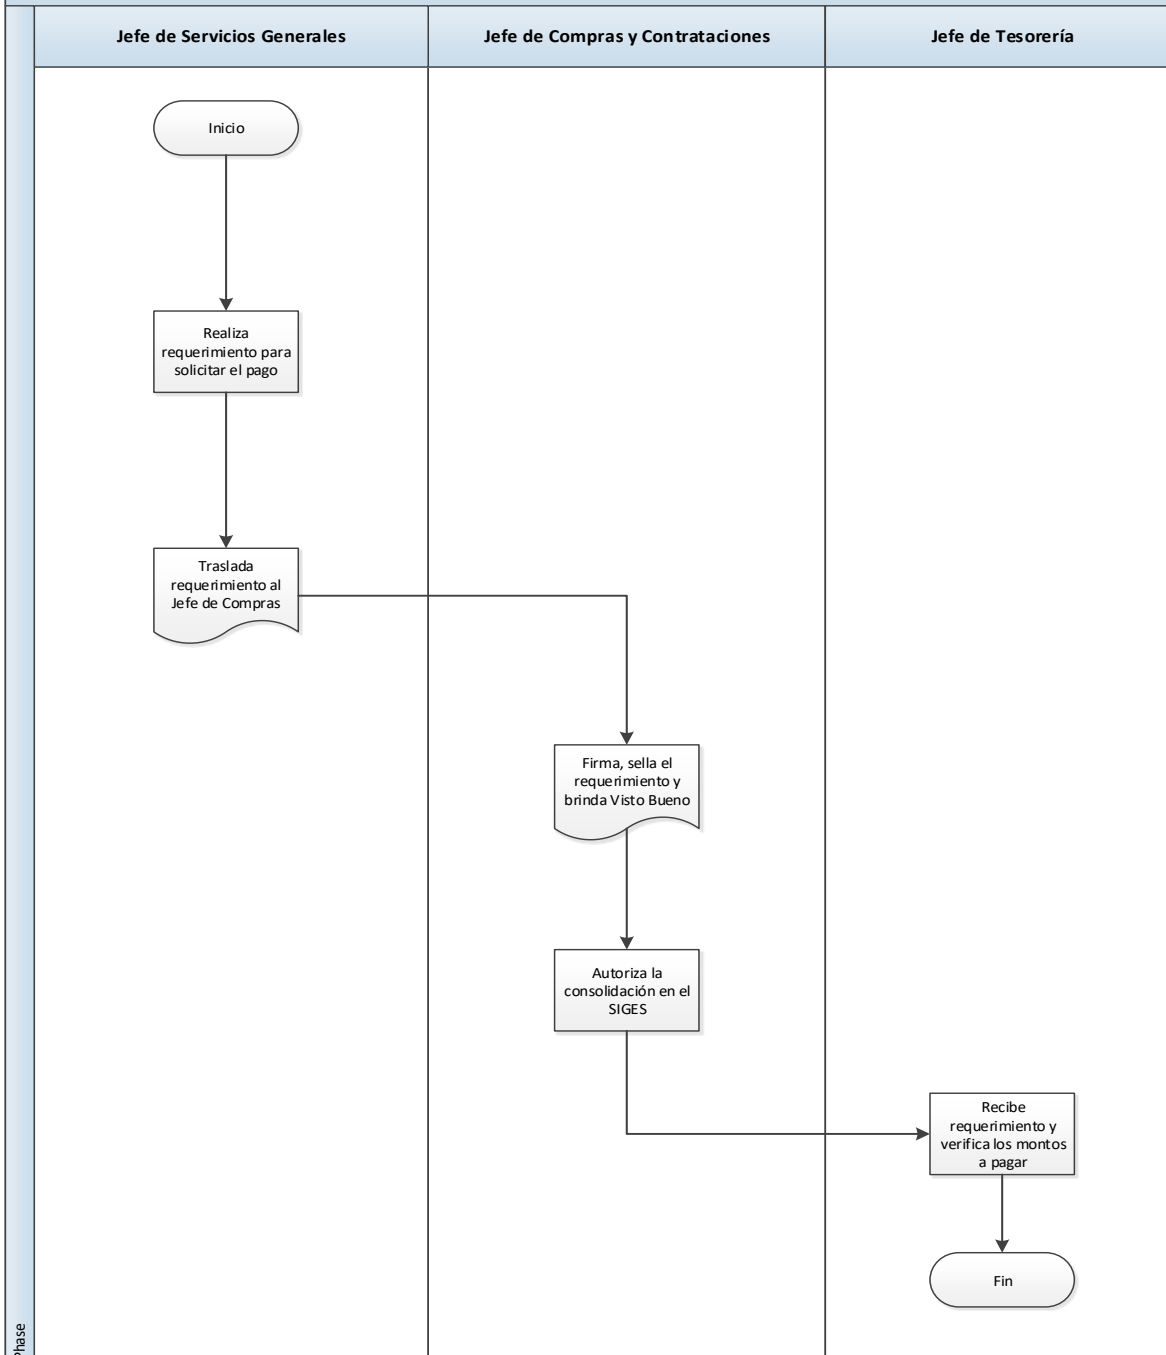 Jefe de Servicios Generales
Jefe de Compras y Contrataciones
Jefe de Tesorería
Inicio
Realiza
requerimiento para
solicitar el pago
Traslada
requerimiento al
Jefe de Compras
Firma, sella el
requerimiento y
brinda Visto Bueno
Autoriza la
consolidación en el
SIGES
Recibe
requerimiento y
verifica los montos
a pagar
Fin
Phase